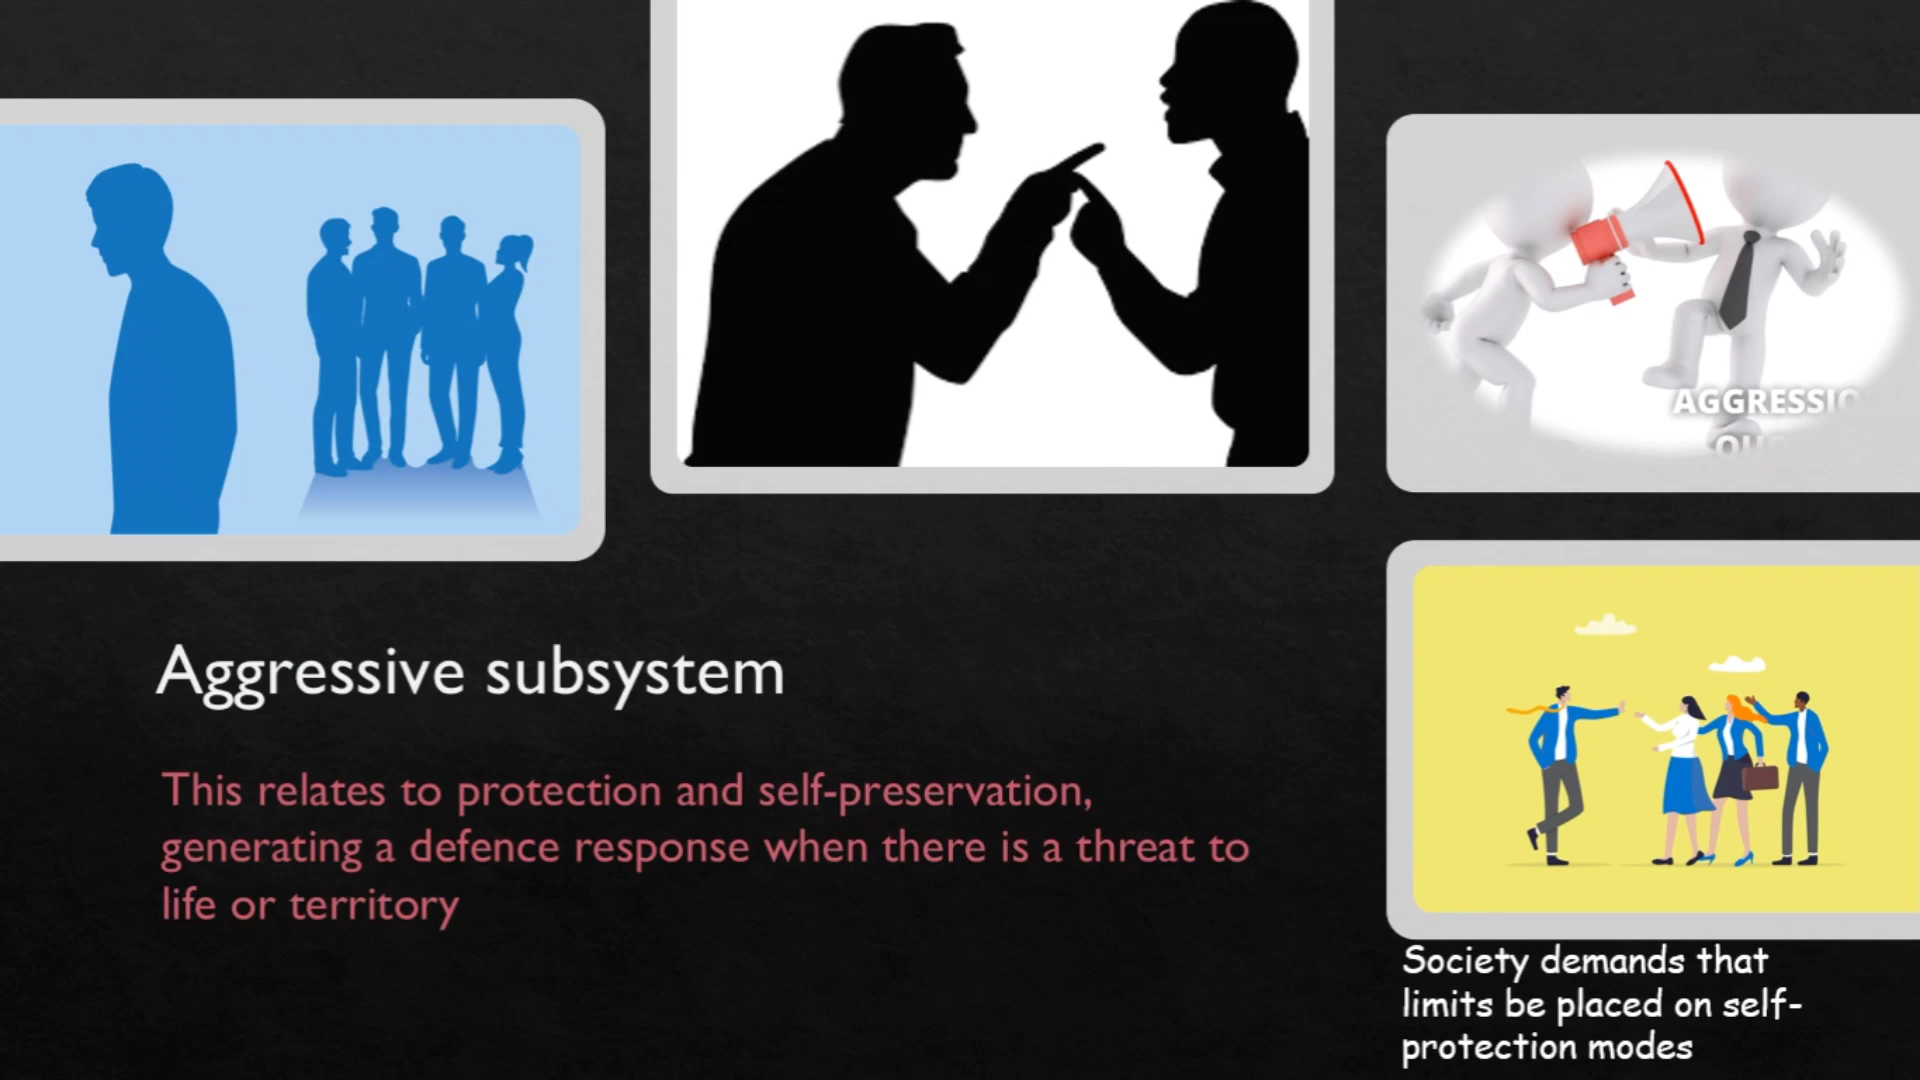 AGGRESSIO
Aggressive subsystem
This relates to protection and self-preservation,
generating a defence response when there is a threat to
life or territory
Society demands that
limits be placed on self-
protection modes